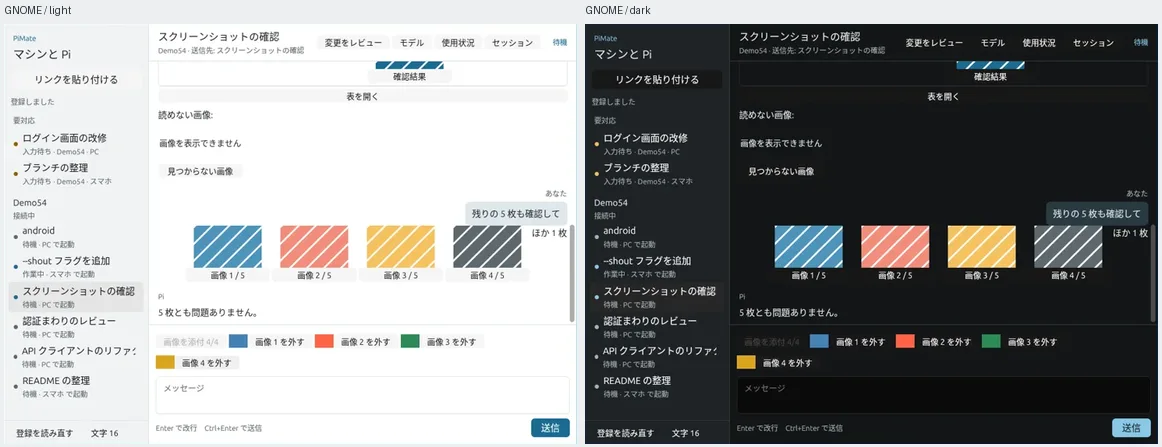 GNOME/light
PiMate
マシンと Pi
リンクを貼り付ける
登録しました
要対応
ログイン画面の改修
入力待ち · Demo54 · PC
ブランチの整理
入力待ち · Demo54 · スマホ
Demo54
接続中
android
待機 · PC で起動
--shout フラグを追加
作業中 · スマホで起動
スクリーンショットの確認
待機 · PC で起動
認証まわりのレビュー
待機 · PC で起動
API クライアントのリファク
待機 · PC で起動
README の整理
待機 · スマホ で起動
登録を読み直す 文字 16
スクリーンショットの確認
Demo54 · 送信先: スクリーンショットの確認
変更をレビュー モデル 使用状況 セッション 待機
確認結果
表を開く
読めない画像:
画像を表示できません
見つからない画像
あなた
残りの 5 枚も確認して
画像 1 / 5 画像 2 / 5 画像 3 / 5 画像 4 / 5 ほか 1 枚
Pi
5 枚とも問題ありません。
画像を添付 4/4 画像 1 を外す 画像 2 を外す 画像 3 を外す
画像 4 を外す
メッセージ
Enter で改行 Ctrl+Enter で送信 送信
GNOME/dark
PiMate
マシンと Pi
リンクを貼り付ける
登録しました
要対応
ログイン画面の改修
入力待ち · Demo54 · PC
ブランチの整理
入力待ち · Demo54 · スマホ
Demo54
接続中
android
待機 · PC で起動
--shout フラグを追加
作業中 · スマホで起動
スクリーンショットの確認
待機 · PC で起動
認証まわりのレビュー
待機 · PC で起動
API クライアントのリファク
待機 · PC で起動
README の整理
待機 · スマホ で起動
登録を読み直す 文字 16
スクリーンショットの確認
Demo54 · 送信先: スクリーンショットの確認
変更をレビュー モデル 使用状況 セッション 待機
確認結果
表を開く
読めない画像:
画像を表示できません
見つからない画像
あなた
残りの 5 枚も確認して
画像 1 / 5 画像 2 / 5 画像 3 / 5 画像 4 / 5 ほか 1 枚
Pi
5 枚とも問題ありません。
画像を添付 4/4 画像 1 を外す 画像 2 を外す 画像 3 を外す
画像 4 を外す
メッセージ
Enter で改行 Ctrl+Enter で送信 送信